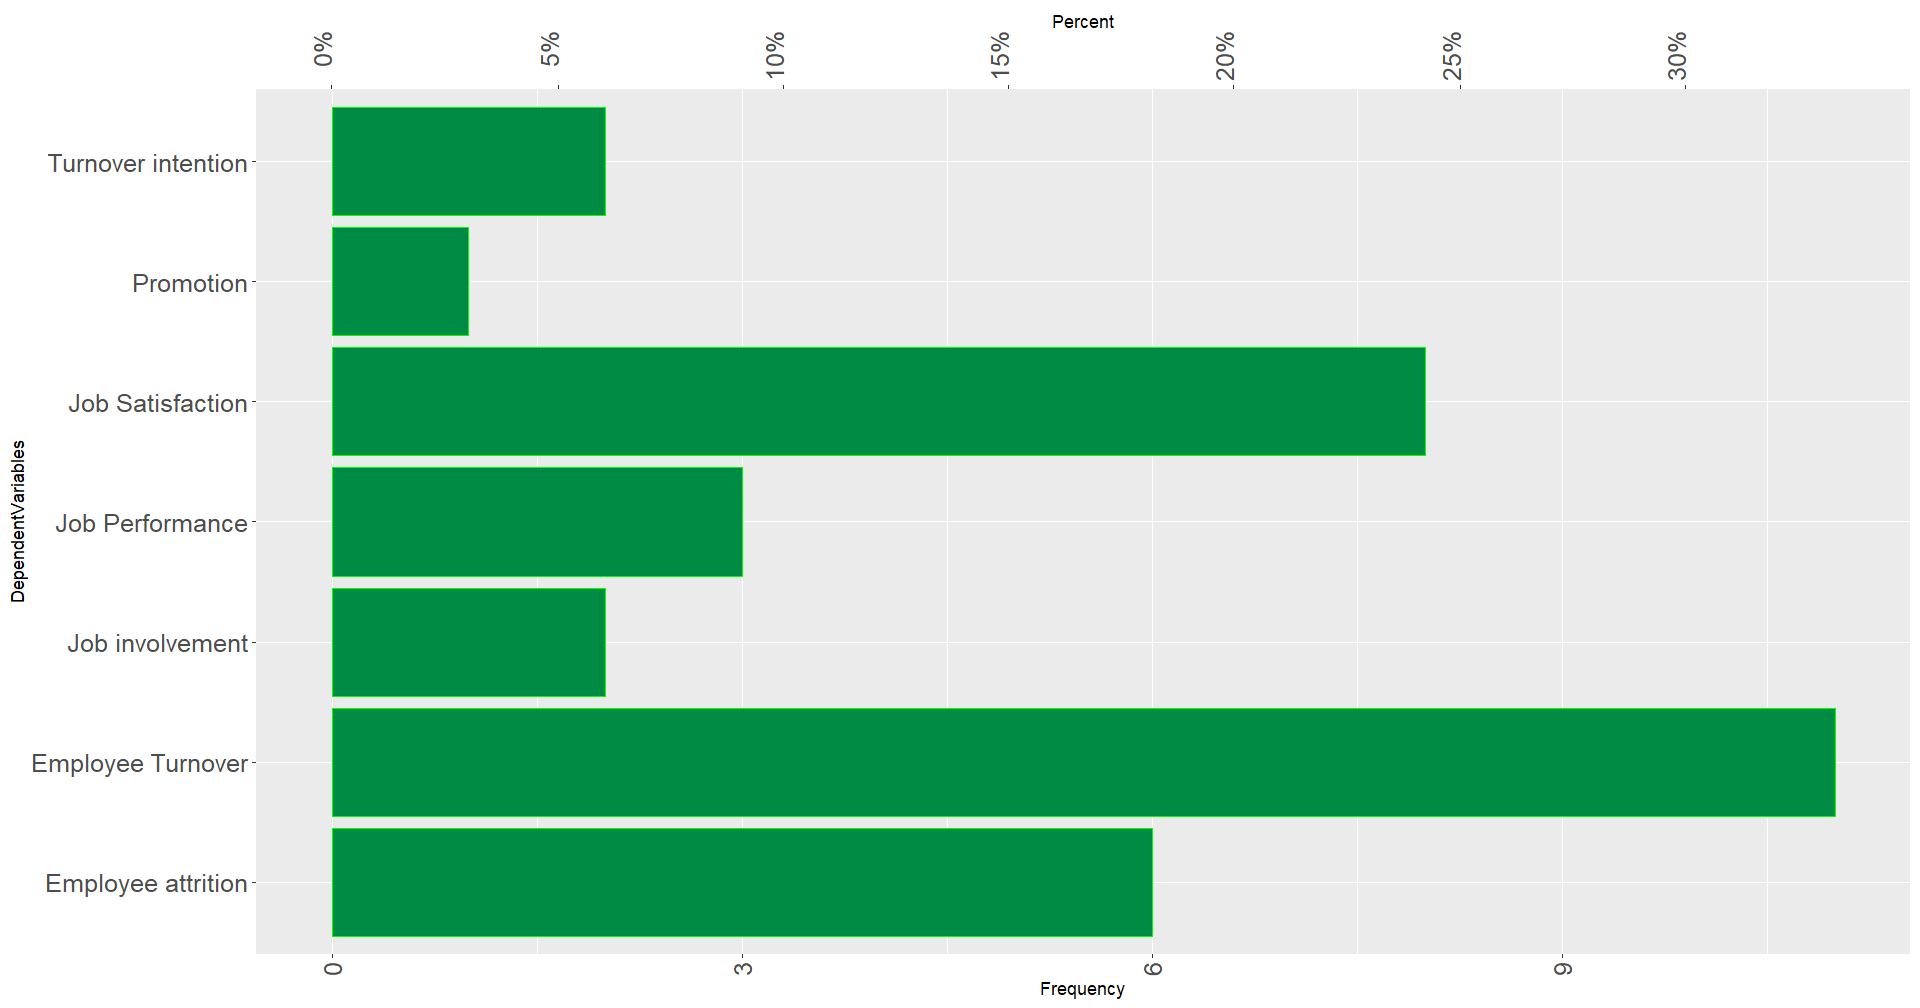 Percent
0% 5% 10% 15% 20% 25% 30%
DependentVariables
Turnover intention
Promotion
Job Satisfaction
Job Performance
Job involvement
Employee Turnover
Employee attrition
0 3 6 9
Frequency